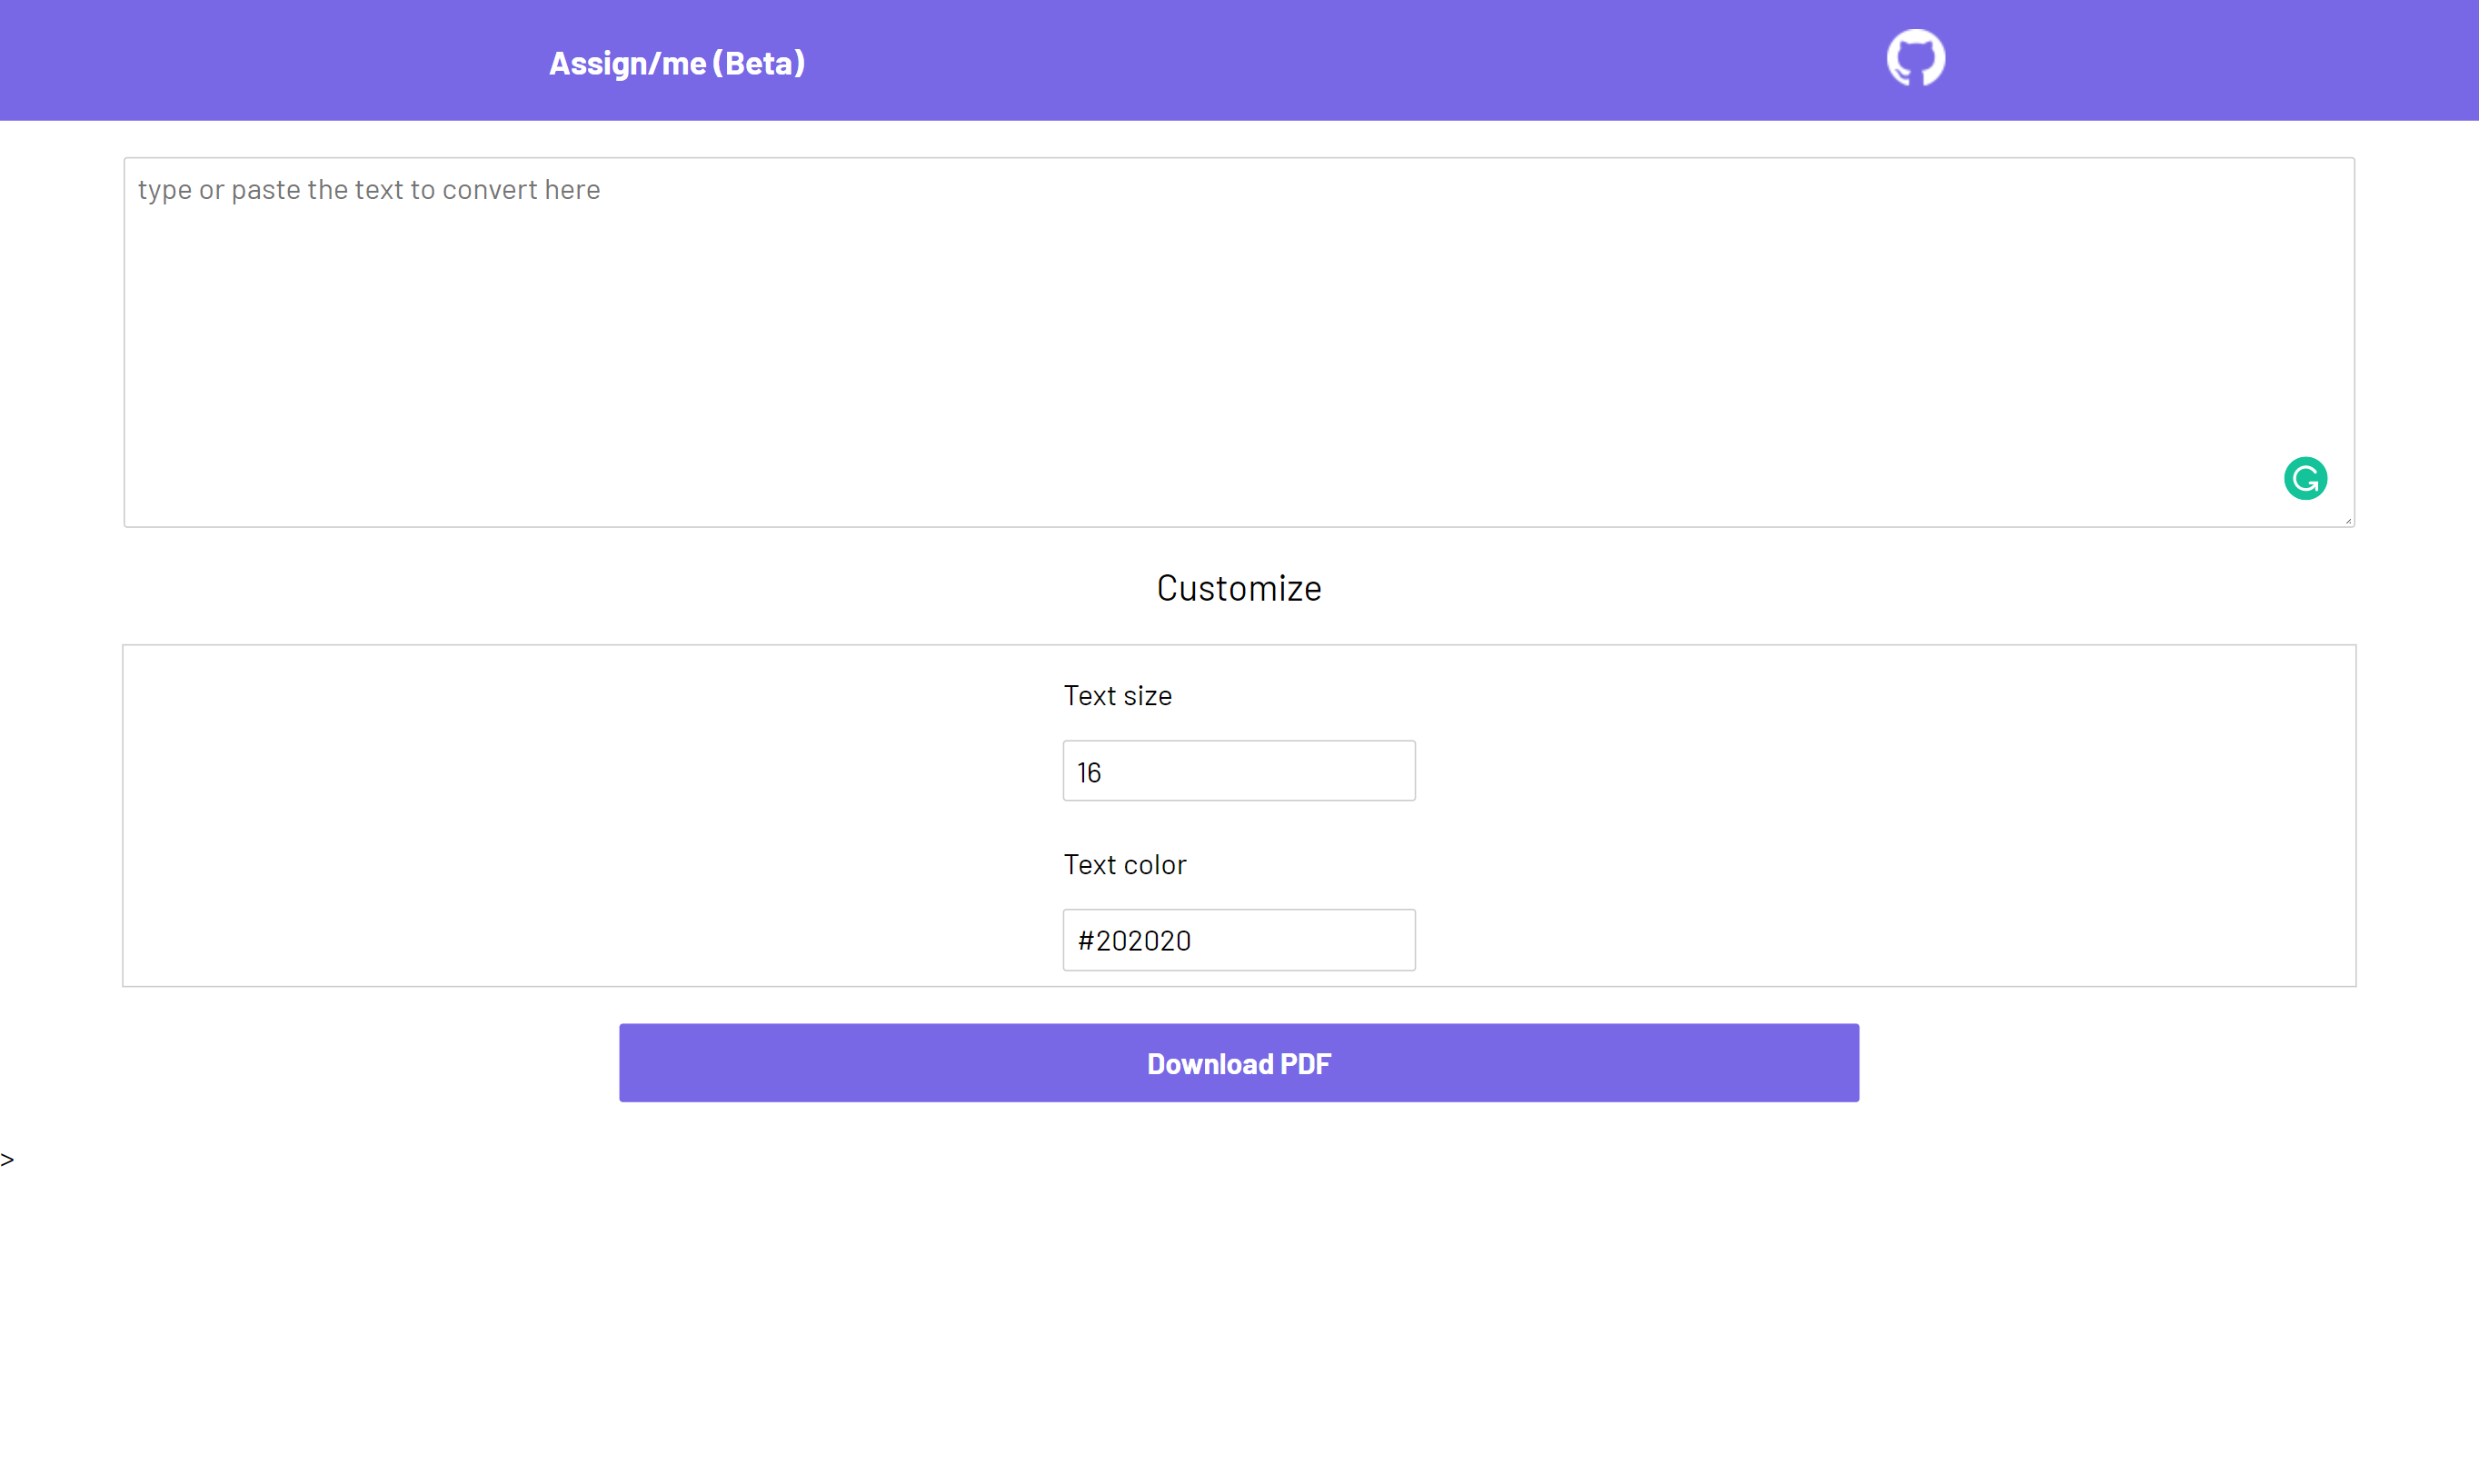 Assign/me (Beta)
type or paste the text to convert here
Customize
Text size
16
Text color
#202020
Download PDF
>